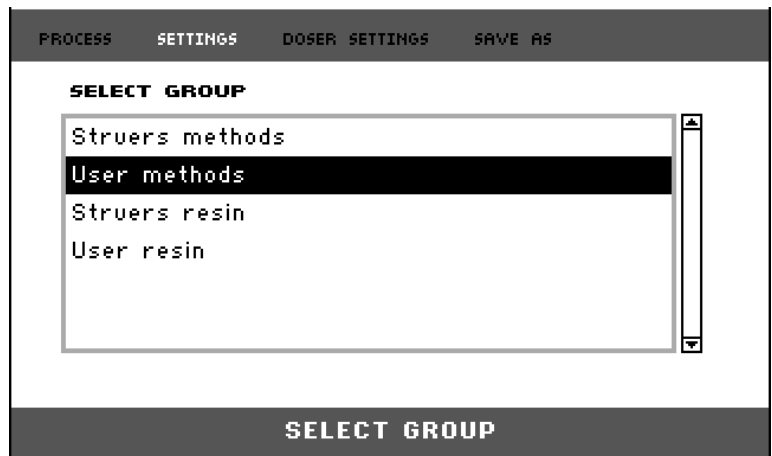 PROCESS SETTINGS DOSER SETTINGS SAVE AS
SELECT GROUP
Struers methods
User methods
Struers resin
User resin
SELECT GROUP